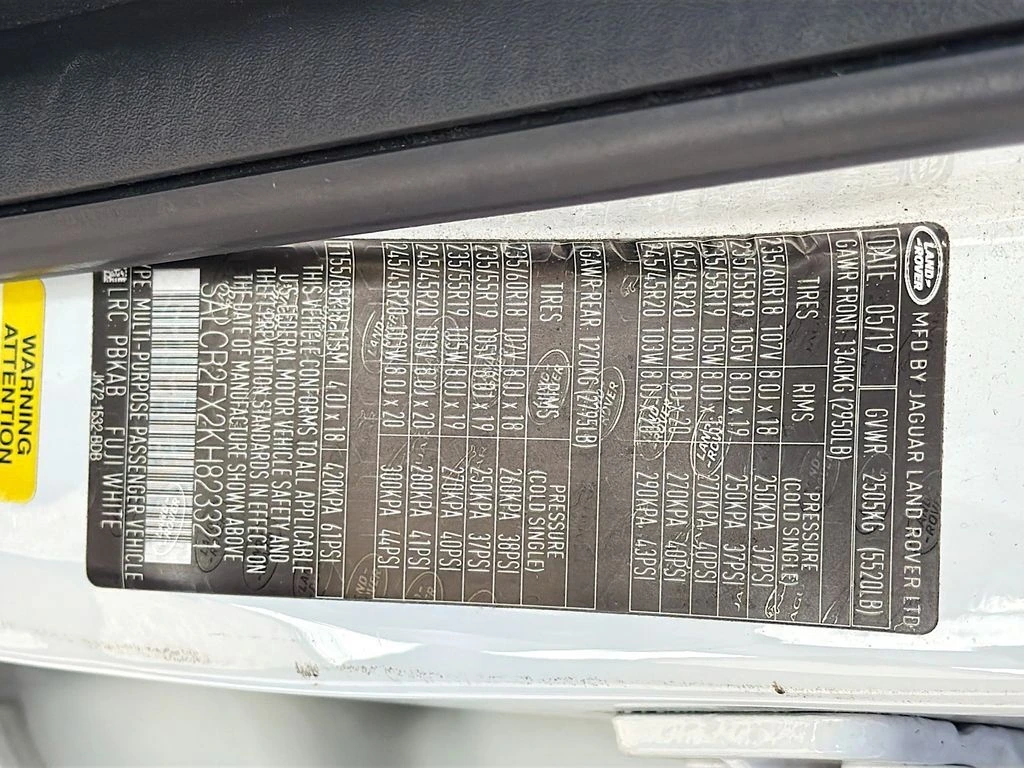 LAND ROVER
MF'D BY JAGUAR LAND ROVER LTD
DATE: 05/19 GVWR 2505KG (5520LB)
GAWR FRONT: 1340KG (2950LB)
TIRES RIMS PRESSURE (COLD SINGLE)
235/60R18 107V 8.0J x 18 250KPA 37PSI
235/55R19 105V 8.0J x 19 250KPA 37PSI
235/55R19 105W 8.0J x 19 270KPA 40PSI
245/45R20 103V 8.0J x 20 270KPA 40PSI
245/45R20 103W 8.0J x 20 290KPA 43PSI
GAWR REAR 1270KG (2795LB)
TIRES RIMS PRESSURE (COLD SINGLE)
235/60R18 107V 8.0J x 18 260KPA 38PSI
235/55R19 105V 8.0J x 19 250KPA 37PSI
235/55R19 105W 8.0J x 19 270KPA 40PSI
245/45R20 103V 8.0J x 20 280KPA 41PSI
245/45R20 103W 8.0J x 20 300KPA 44PSI
4.0J x 18 420KPA 61PSI
THIS VEHICLE CONFORMS TO ALL APPLICABLE
U.S. FEDERAL MOTOR VEHICLE SAFETY AND
THEFT PREVENTION STANDARDS IN EFFECT ON
THE DATE OF MANUFACTURE SHOWN ABOVE
SALCR2FX2KH823321
MULTI-PURPOSE PASSENGER VEHICLE
LRC: PBKAB FUJI WHITE
JK72-1532-BDB
WARNING
ATTENTION